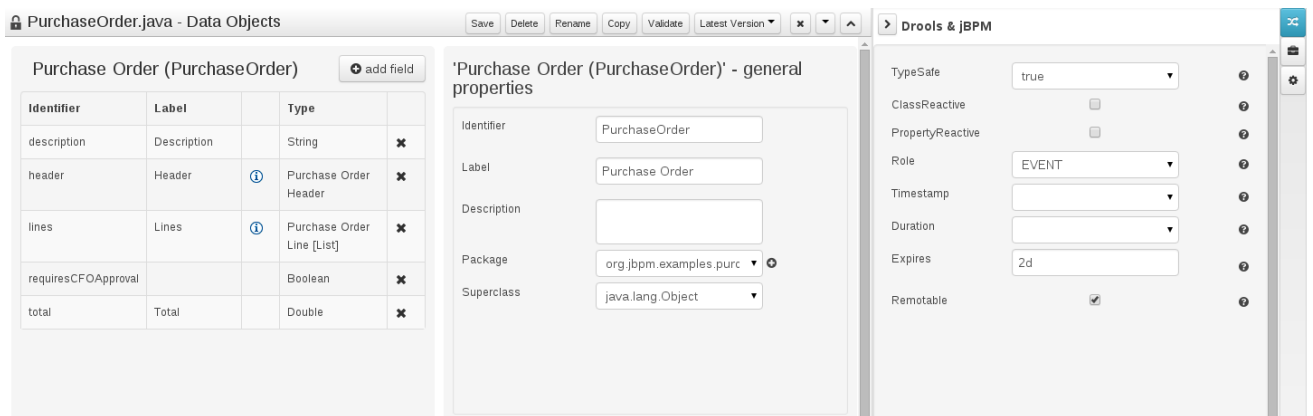 PurchaseOrder.java - Data Objects
Save Delete Rename Copy Validate Latest Version
Purchase Order (PurchaseOrder)
add field
Identifier Label Type
description Description String
header Header Purchase Order
Header
lines Lines Purchase Order
Line [List]
requiresCFOApproval Boolean
total Total Double
'Purchase Order (PurchaseOrder)' - general
properties
Identifier PurchaseOrder
Label Purchase Order
Description
Package org.jbpm.examples.purc
Superclass java.lang.Object
Drools & jBPM
TypeSafe true
ClassReactive
PropertyReactive
Role EVENT
Timestamp
Duration
Expires 2d
Remotable